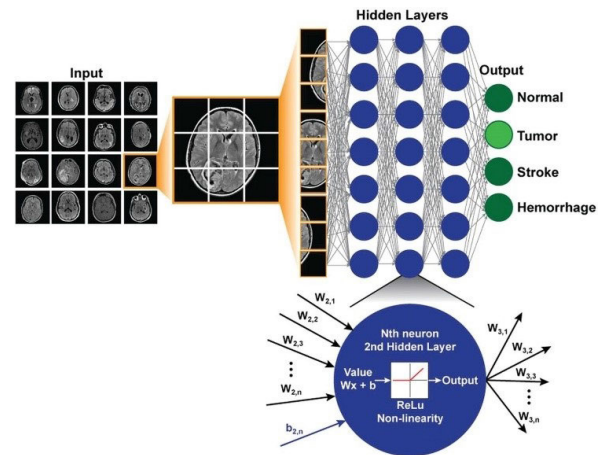 Hidden Layers
Input
Output
Normal
Tumor
Stroke
Hemorrhage
W2,1
W2,2
W2,3
W2,n
b2,n
Nth neuron
2nd Hidden Layer
Value
Wx + b
Output
ReLu
Non-linearity
W3,1
W3,2
W3,3
W3,n